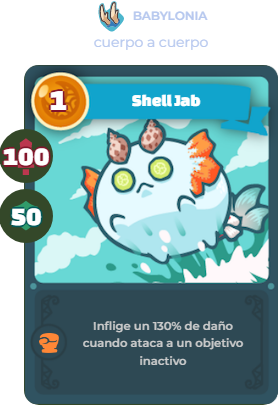 BABYLONIA
cuerpo a cuerpo
1
Shell Jab
100
50
Inflige un 130% de daño
cuando ataca a un objetivo
inactivo